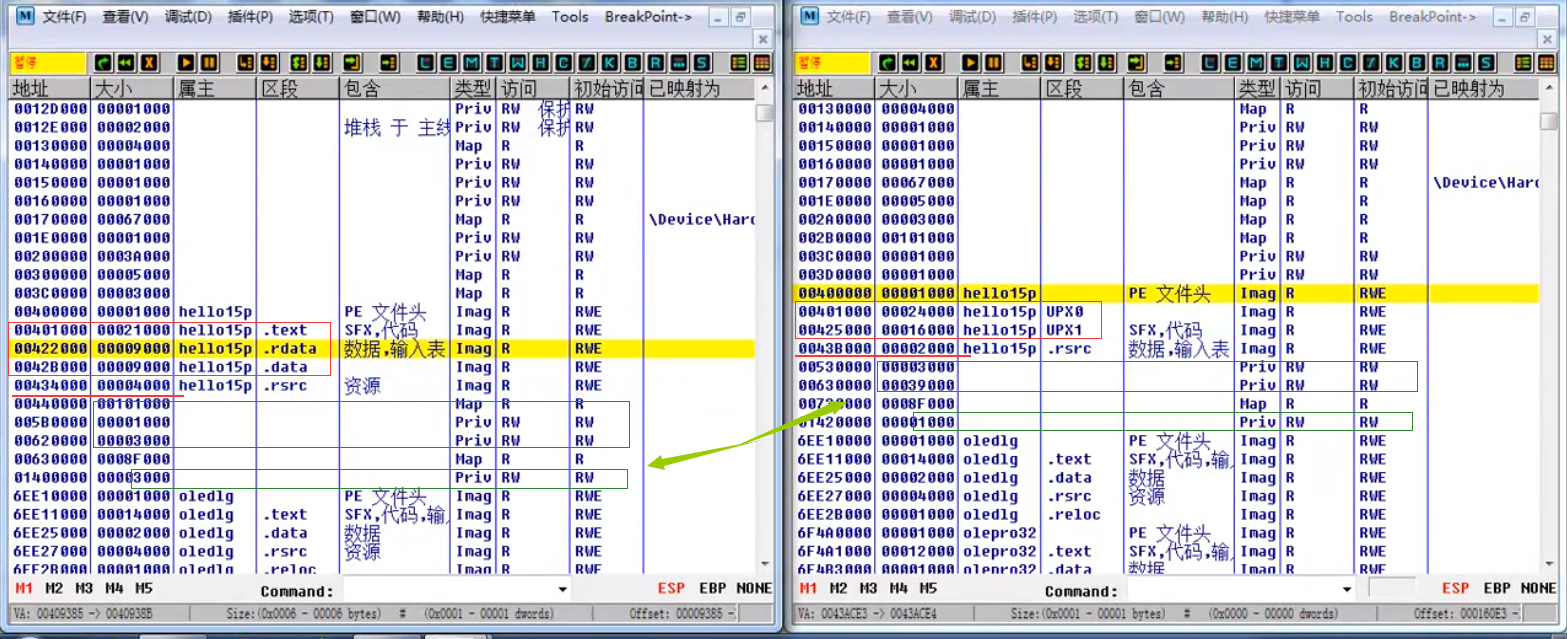 M 文件(F) 查看(V) 调试(D) 插件(P) 选项(T) 窗口(W) 帮助(H) 快捷菜单 Tools BreakPoint->
暂停 L E M T W H C / K B R ... S
地址 大小 属主 区段 包含 类型 访问 初始访问 已映射为
0012D000 00001000 Priv RW 保护 RW
0012E000 00002000 堆栈 于 主线 Priv RW 保护 RW
00130000 00004000 Map R R
00140000 00001000 Priv RW RW
00150000 00001000 Priv RW RW
00160000 00001000 Priv RW RW
00170000 00067000 Map R R \Device\Hard
001E0000 00001000 Priv RW RW
00200000 0003A000 Priv RW RW
00300000 00005000 Map R R
003C0000 00003000 Map R R
00400000 00001000 hello15p PE 文件头 Imag R RWE
00401000 00021000 hello15p .text SFX,代码 Imag R RWE
00422000 00009000 hello15p .rdata 数据,输入表 Imag R RWE
0042B000 00009000 hello15p .data Imag R RWE
00434000 00004000 hello15p .rsrc 资源 Imag R RWE
00440000 00101000 Map R R
005B0000 00001000 Priv RW RW
00620000 00003000 Priv RW RW
00630000 0008F000 Map R R
01400000 00003000 Priv RW RW
6EE10000 00001000 oledlg PE 文件头 Imag R RWE
6EE11000 00014000 oledlg .text SFX,代码,输 Imag R RWE
6EE25000 00002000 oledlg .data 数据 Imag R RWE
6EE27000 00004000 oledlg .rsrc 资源 Imag R RWE
6EE2B000 00001000 oledlg .reloc Imag R RWE
M1 M2 M3 M4 M5 Command: ESP EBP NONE
VA: 00409385 -> 0040938B Size:(0x0006 - 00006 bytes) # (0x0001 - 00001 dwords) Offset: 00009385 -
M 文件(F) 查看(V) 调试(D) 插件(P) 选项(T) 窗口(W) 帮助(H) 快捷菜单 Tools BreakPoint->
暂停 L E M T W H C / K B R ... S
地址 大小 属主 区段 包含 类型 访问 初始访问 已映射为
00130000 00004000 Map R R
00140000 00001000 Priv RW RW
00150000 00001000 Priv RW RW
00160000 00001000 Priv RW RW
00170000 00067000 Map R R \Device\Hard
001E0000 00005000 Map R R
002A0000 00003000 Map R R
002B0000 00101000 Map R R
003C0000 00001000 Priv RW RW
003D0000 00001000 Priv RW RW
00400000 00001000 hello15p PE 文件头 Imag R RWE
00401000 00024000 hello15p UPX0 Imag R RWE
00425000 00016000 hello15p UPX1 SFX,代码 Imag R RWE
0043B000 00002000 hello15p .rsrc 数据,输入表 Imag R RWE
00530000 00003000 Priv RW RW
00630000 00039000 Priv RW RW
00730000 0008F000 Map R R
01420000 00001000 Priv RW RW
6EE10000 00001000 oledlg PE 文件头 Imag R RWE
6EE11000 00014000 oledlg .text SFX,代码,输 Imag R RWE
6EE25000 00002000 oledlg .data 数据 Imag R RWE
6EE27000 00004000 oledlg .rsrc 资源 Imag R RWE
6EE2B000 00001000 oledlg .reloc Imag R RWE
6F4A0000 00001000 olepro32 PE 文件头 Imag R RWE
6F4A1000 00012000 olepro32 .text SFX,代码,输 Imag R RWE
6F4B3000 00001000 olepro32 .data 数据 Imag R RWE
M1 M2 M3 M4 M5 Command: ESP EBP NONE
VA: 0043ACE3 -> 0043ACE4 Size:(0x0001 - 00001 bytes) # (0x0000 - 00000 dwords) Offset: 000160E3 -